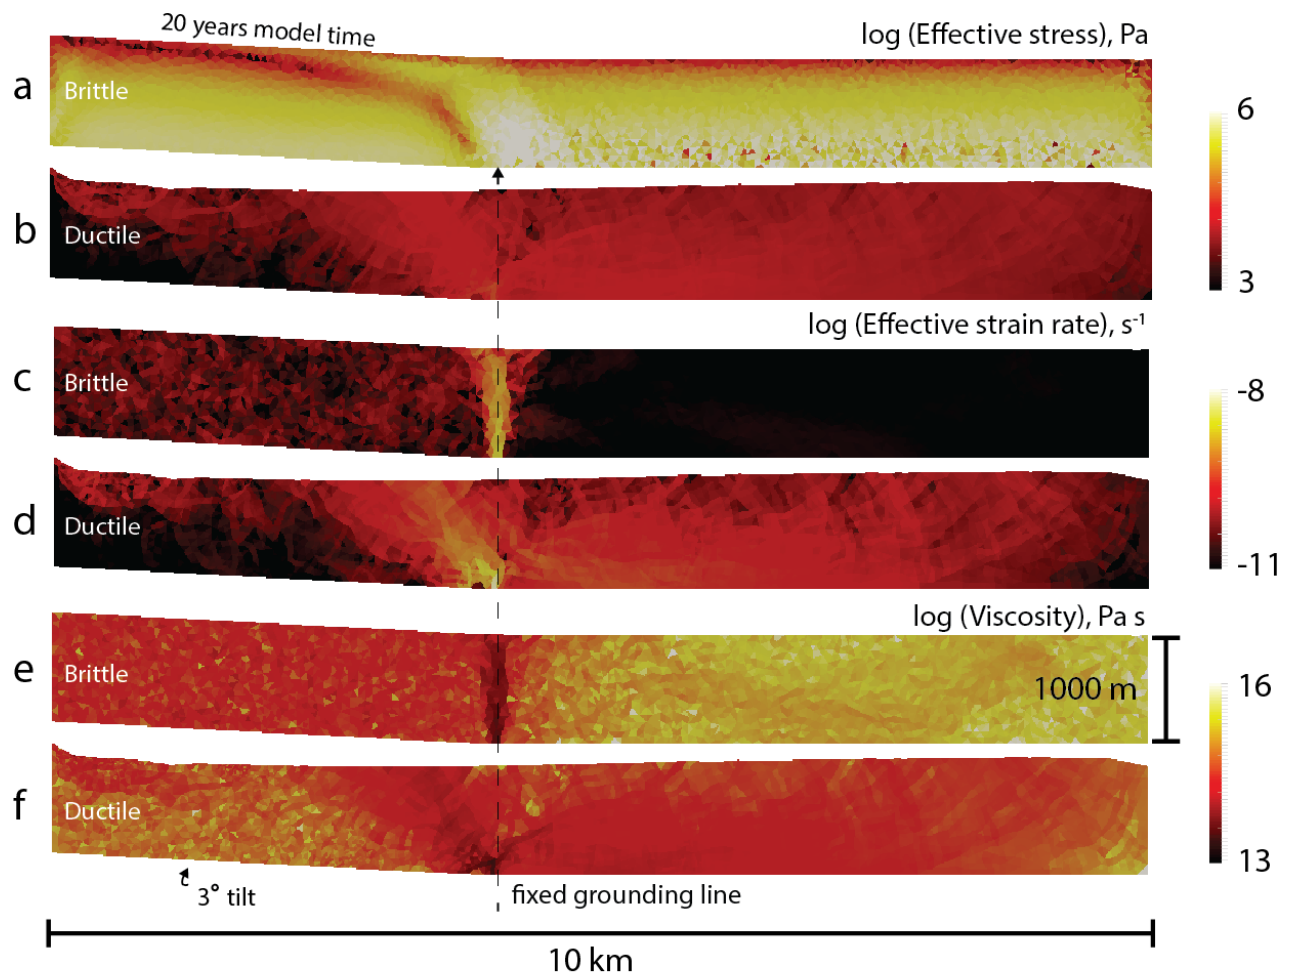 20 years model time
log (Effective stress), Pa
a
Brittle
6
b
Ductile
3
log (Effective strain rate), s⁻¹
c
Brittle
-8
d
Ductile
-11
log (Viscosity), Pa s
e
Brittle
1000 m
16
f
Ductile
13
3° tilt
fixed grounding line
10 km